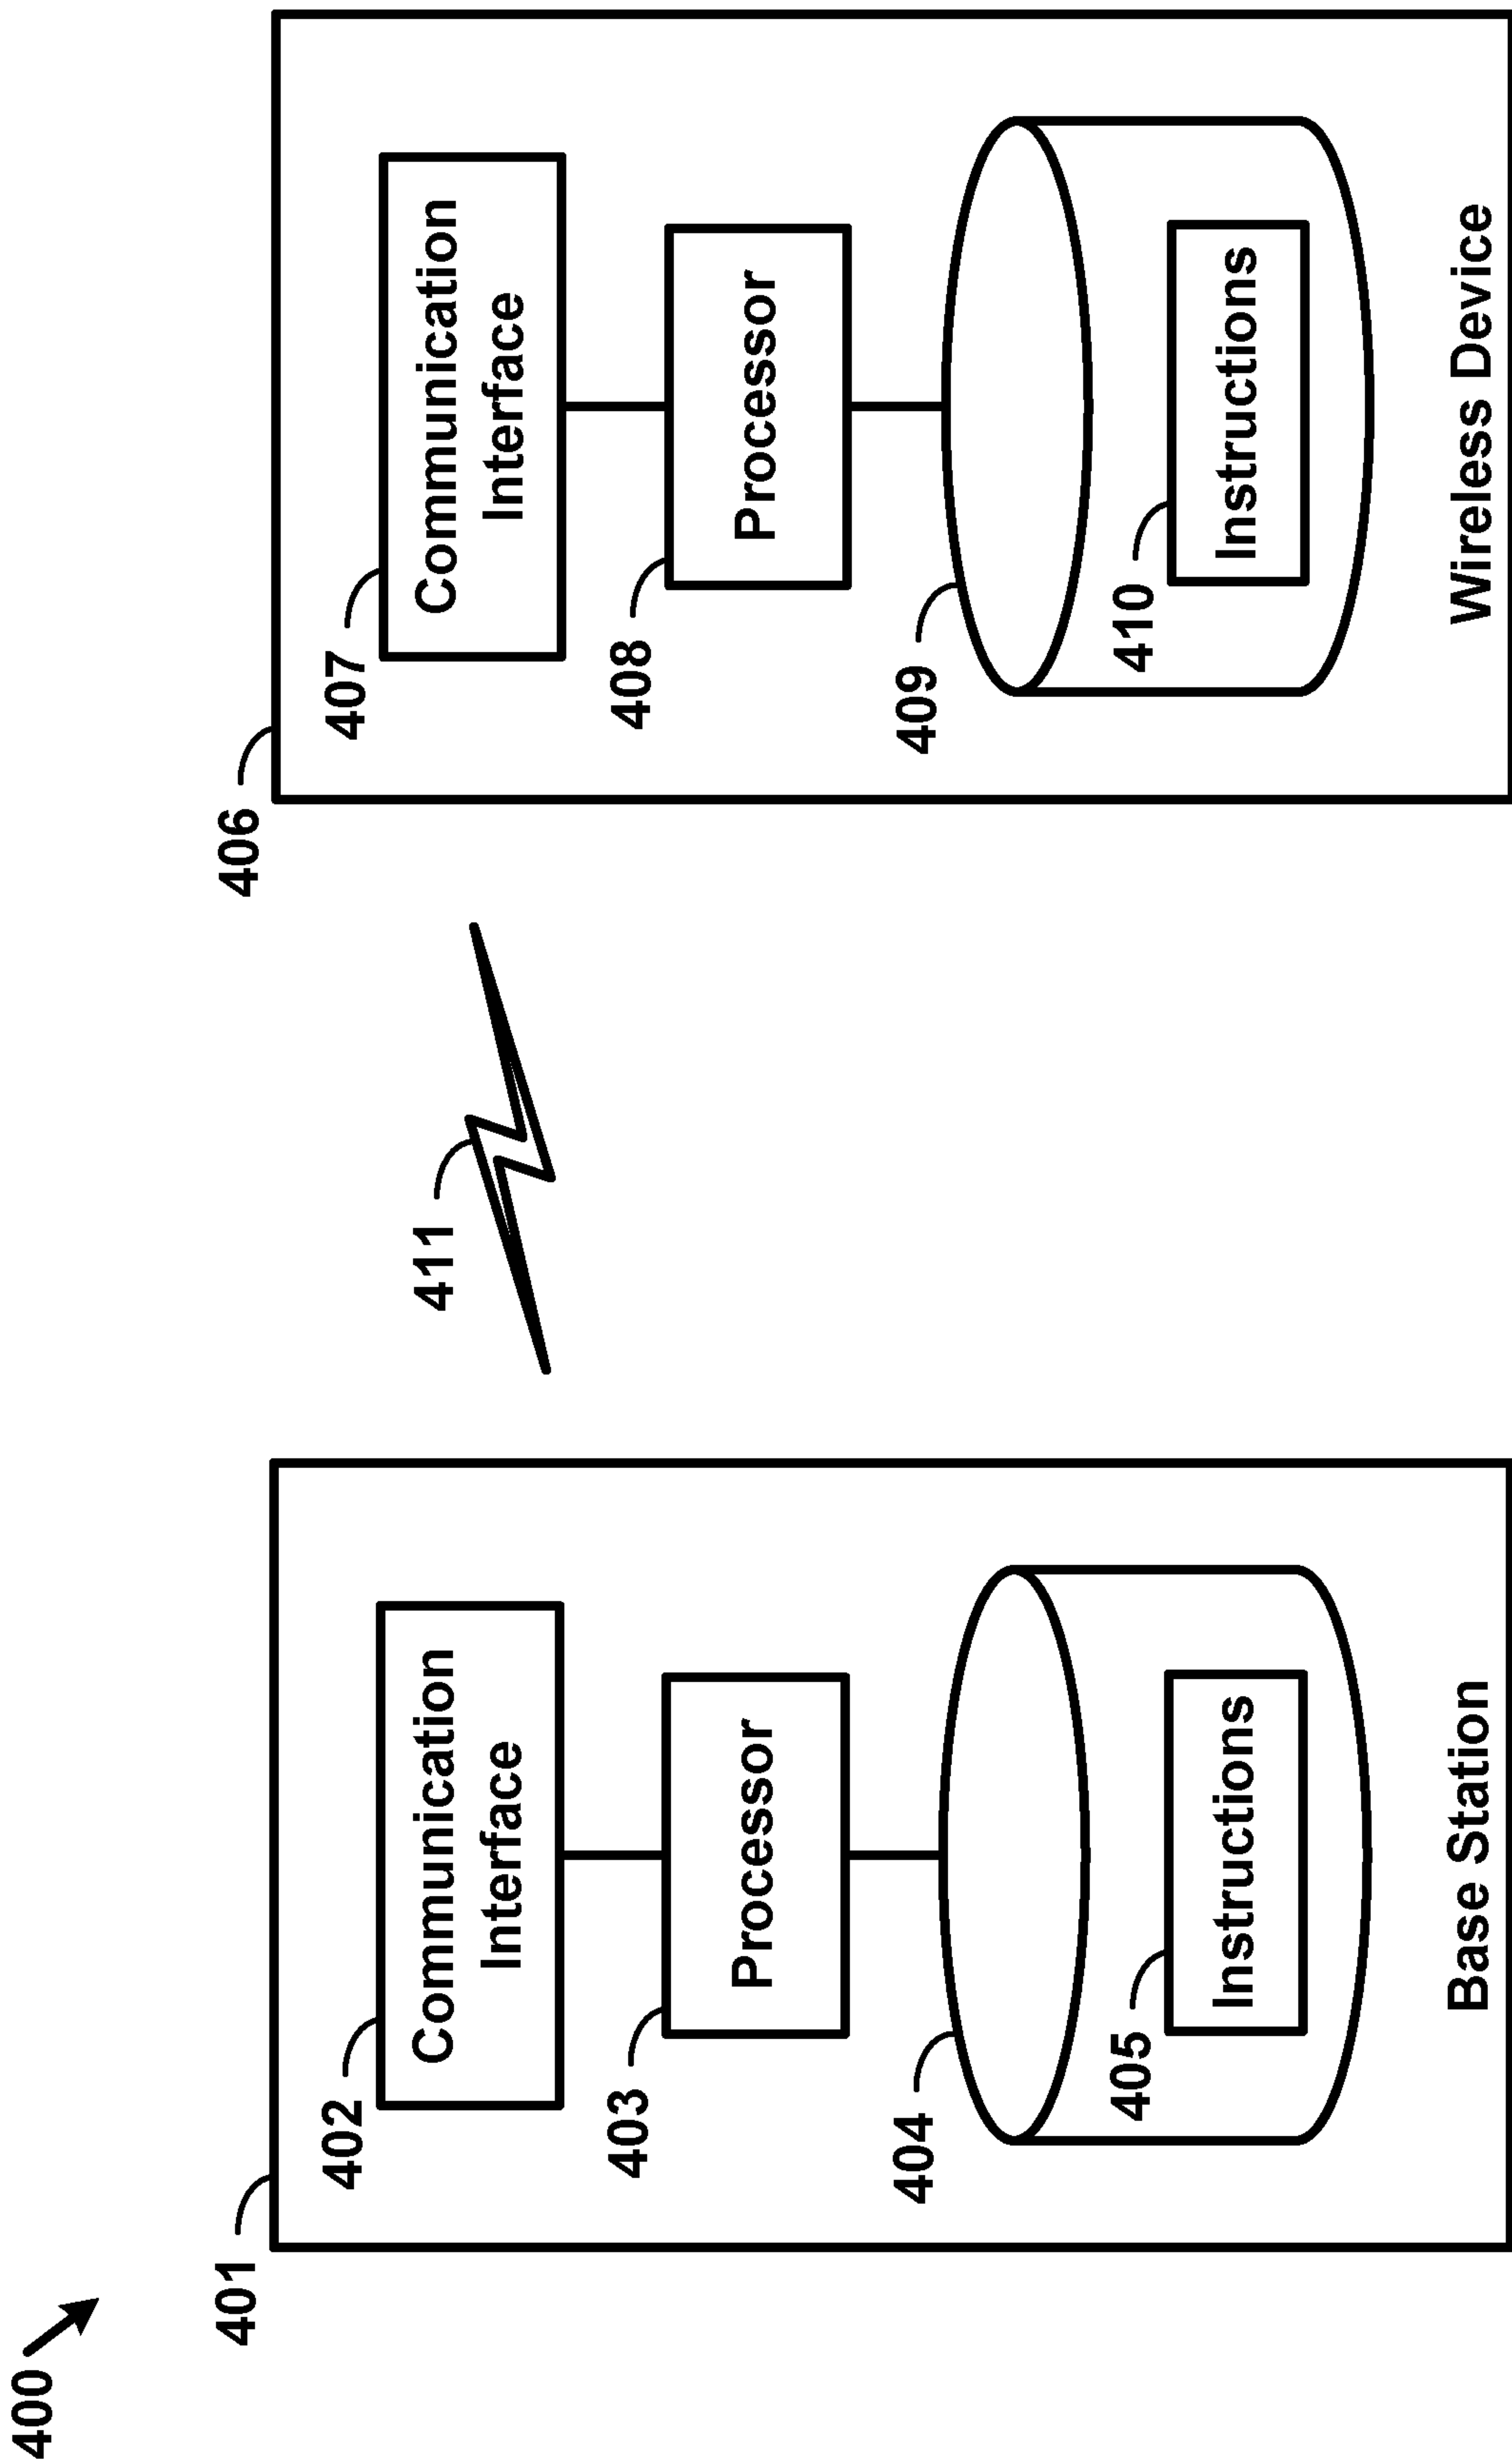 400
401
402
Communication
Interface
403
Processor
404
405
Instructions
Base Station
411
406
407
Communication
Interface
408
Processor
409
410
Instructions
Wireless Device